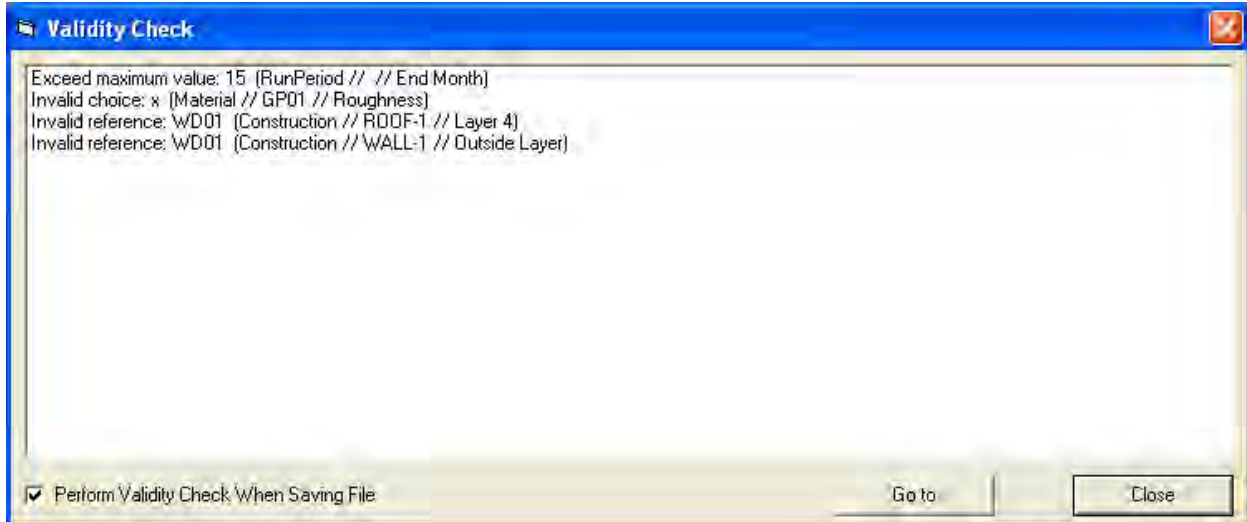 Validity Check
Exceed maximum value: 15 (RunPeriod // // End Month)
Invalid choice: x (Material // GP01 // Roughness)
Invalid reference: WD01 (Construction // ROOF-1 // Layer 4)
Invalid reference: WD01 (Construction // WALL-1 // Outside Layer)
Perform Validity Check When Saving File
Go to
Close